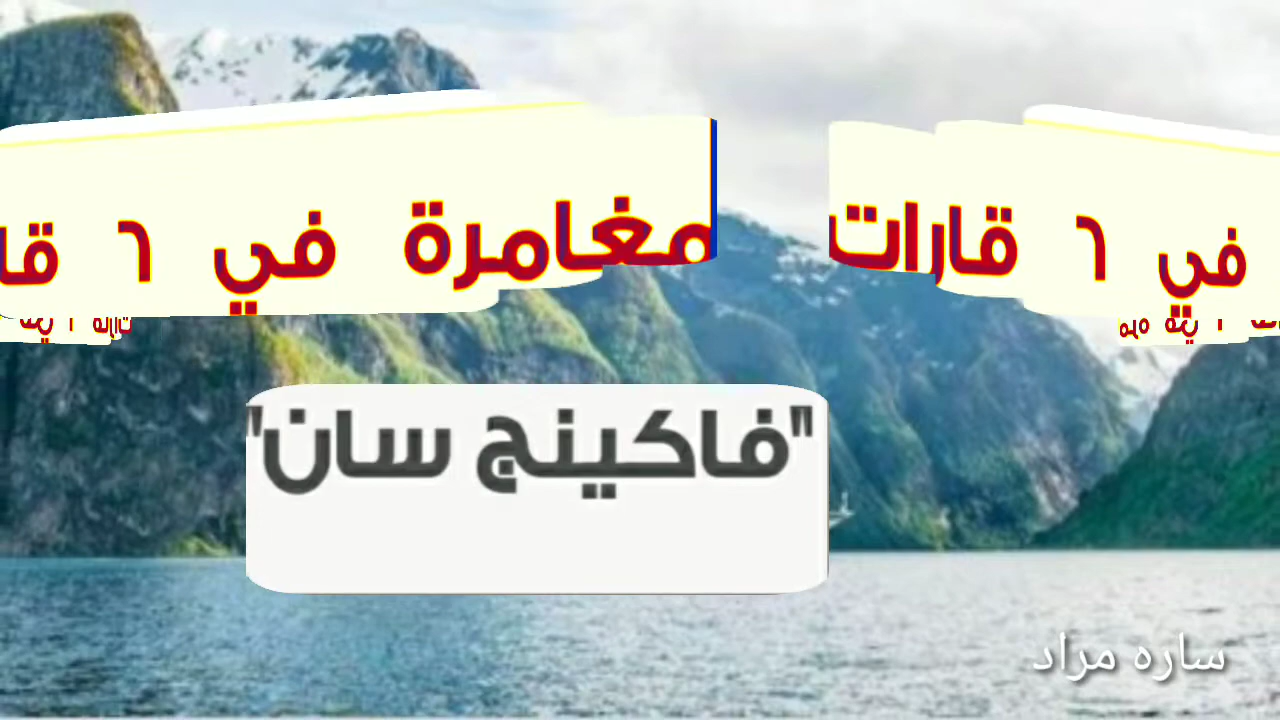 مغامرة في ٦ قا
قارات ٦ في
"فاكينج سان"
ساره مراد